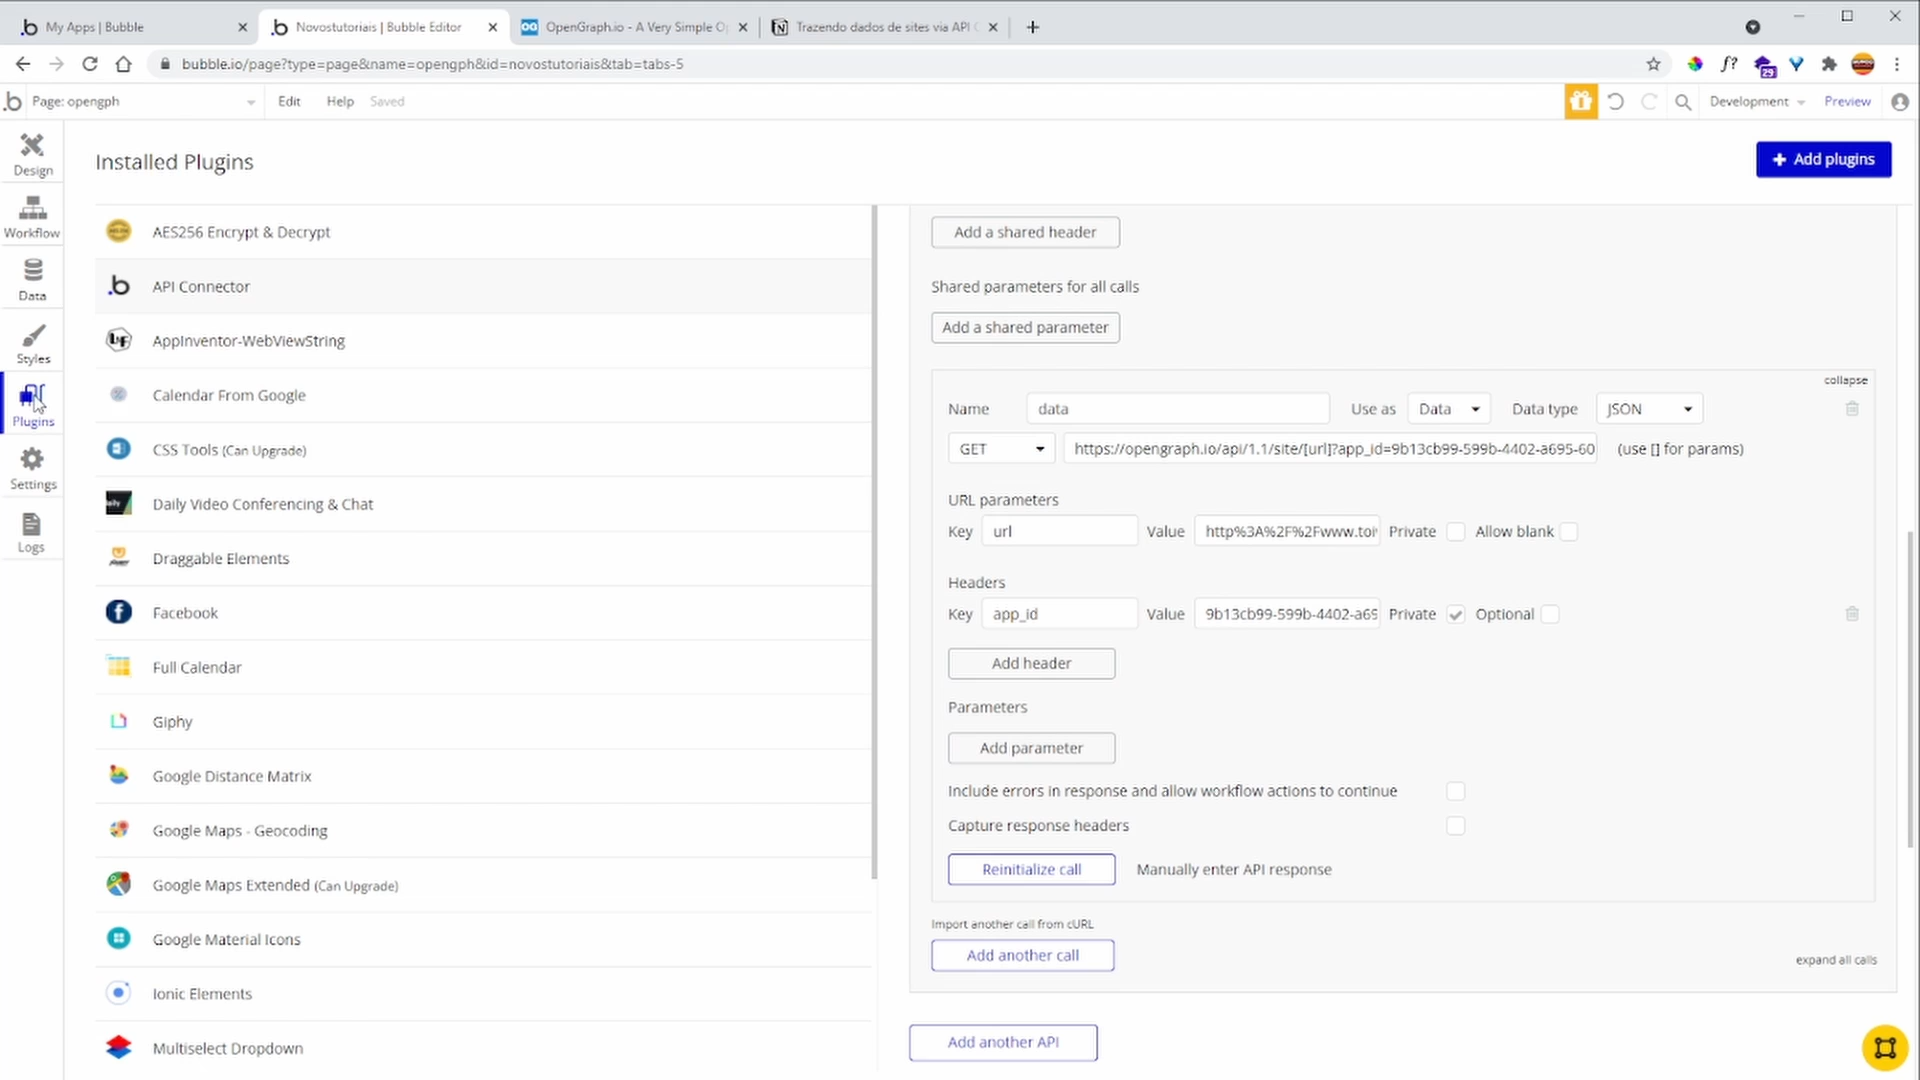 My Apps | Bubble
Novostutoriais | Bubble Editor
OpenGraph.io - A Very Simple O
Trazendo dados de sites via API C
bubble.io/page?type=page&name=opengph&id=novostutoriais&tab=tabs-5
f?
29
Page: opengph
Edit
Help
Saved
Development
Preview
Design
Workflow
Data
Styles
Plugins
Settings
Logs
Installed Plugins
+ Add plugins
AES256 Encrypt & Decrypt
API Connector
AppInventor-WebViewString
Calendar From Google
CSS Tools (Can Upgrade)
Daily Video Conferencing & Chat
Draggable Elements
Facebook
Full Calendar
Giphy
Google Distance Matrix
Google Maps - Geocoding
Google Maps Extended (Can Upgrade)
Google Material Icons
Ionic Elements
Multiselect Dropdown
Add a shared header
Shared parameters for all calls
Add a shared parameter
collapse
Name data Use as Data Data type JSON
GET https://opengraph.io/api/1.1/site/[url]?app_id=9b13cb99-599b-4402-a695-60 (use [] for params)
URL parameters
Key url Value http%3A%2F%2Fwww.toi Private Allow blank
Headers
Key app_id Value 9b13cb99-599b-4402-a69 Private Optional
Add header
Parameters
Add parameter
Include errors in response and allow workflow actions to continue
Capture response headers
Reinitialize call Manually enter API response
Import another call from cURL
Add another call
expand all calls
Add another API